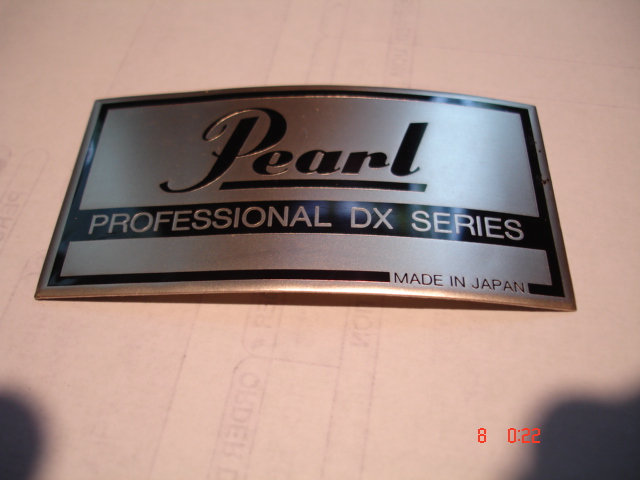 Pearl
PROFESSIONAL DX SERIES
MADE IN JAPAN
8 0:22